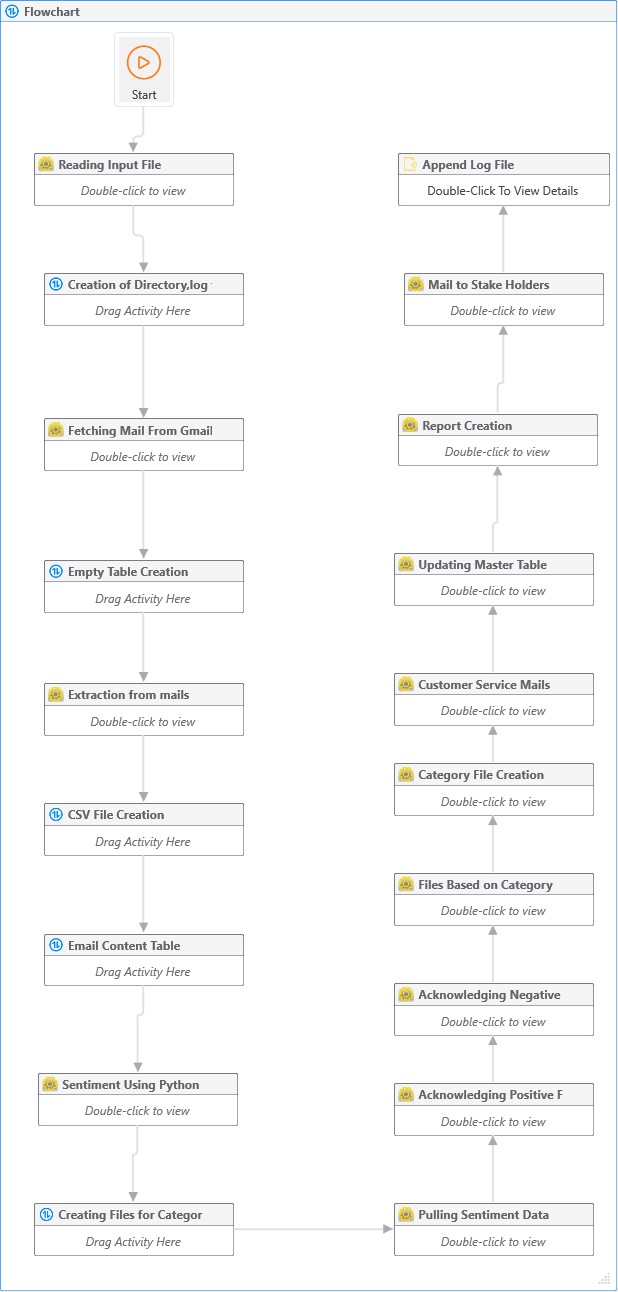 Flowchart
Start
Reading Input File
Double-click to view
Creation of Directory,log
Drag Activity Here
Fetching Mail From Gmail
Double-click to view
Empty Table Creation
Drag Activity Here
Extraction from mails
Double-click to view
CSV File Creation
Drag Activity Here
Email Content Table
Drag Activity Here
Sentiment Using Python
Double-click to view
Creating Files for Categor
Drag Activity Here
Pulling Sentiment Data
Double-click to view
Acknowledging Positive F
Double-click to view
Acknowledging Negative
Double-click to view
Files Based on Category
Double-click to view
Category File Creation
Double-click to view
Customer Service Mails
Double-click to view
Updating Master Table
Double-click to view
Report Creation
Double-click to view
Mail to Stake Holders
Double-click to view
Append Log File
Double-Click To View Details